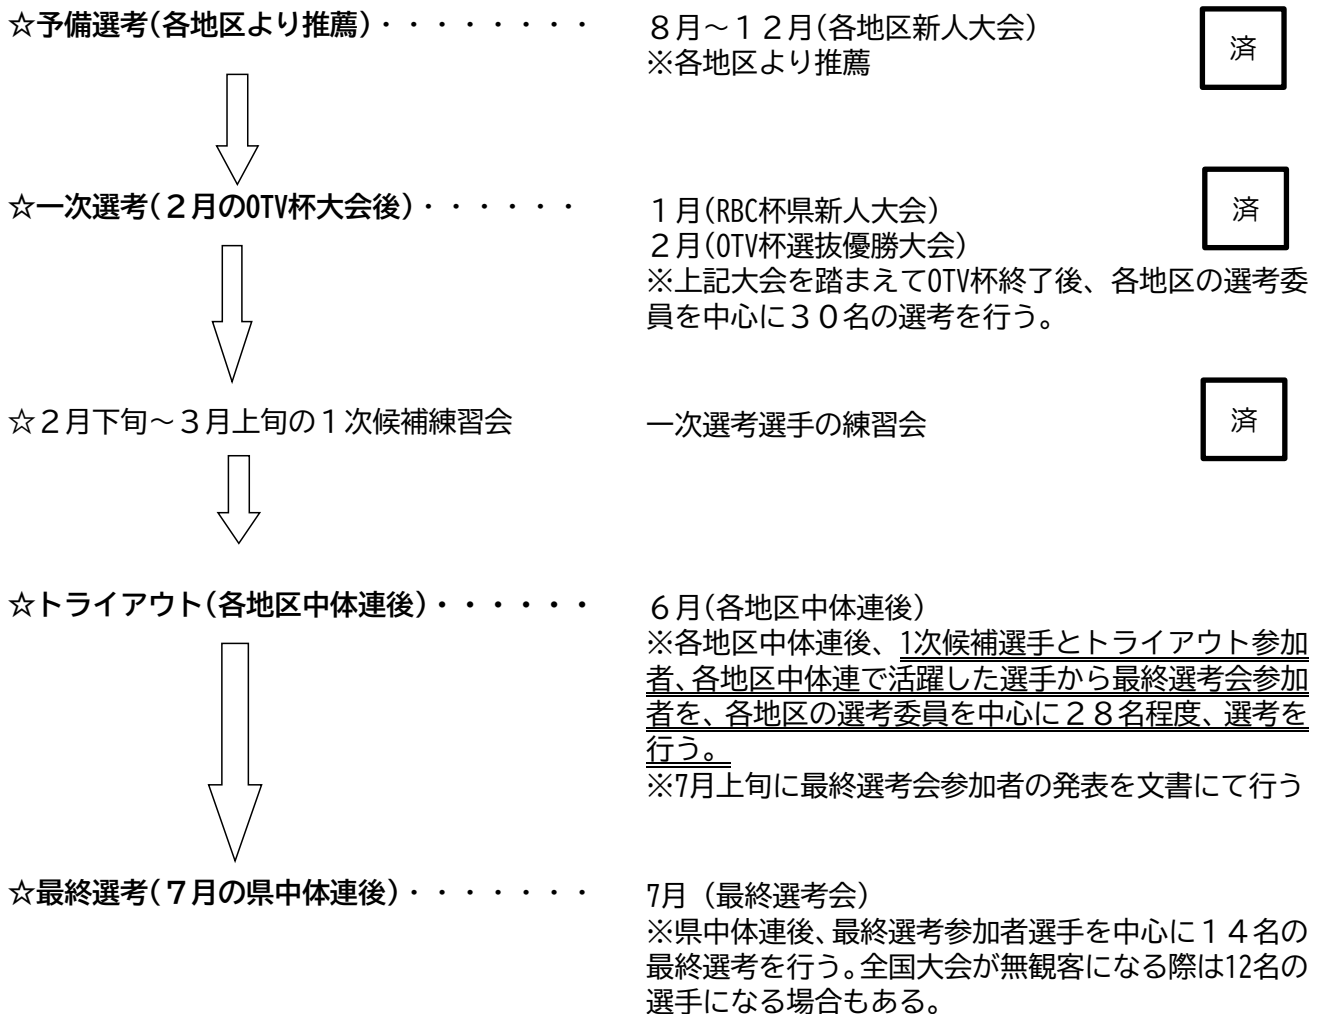 ☆予備選考(各地区より推薦)・・・・・・・・
８月～１２月(各地区新人大会)
※各地区より推薦
済
☆一次選考(２月のOTV杯大会後)・・・・・・
１月(RBC杯県新人大会)
２月(OTV杯選抜優勝大会)
※上記大会を踏まえてOTV杯終了後、各地区の選考委
員を中心に３０名の選考を行う。
済
☆２月下旬～３月上旬の１次候補練習会
一次選考選手の練習会
済
☆トライアウト(各地区中体連後)・・・・・・
６月(各地区中体連後)
※各地区中体連後、1次候補選手とトライアウト参加
者、各地区中体連で活躍した選手から最終選考会参加
者を、各地区の選考委員を中心に２８名程度、選考を
行う。
※7月上旬に最終選考会参加者の発表を文書にて行う
☆最終選考(７月の県中体連後)・・・・・・・
7月（最終選考会）
※県中体連後、最終選考参加者選手を中心に１４名の
最終選考を行う。全国大会が無観客になる際は12名の
選手になる場合もある。